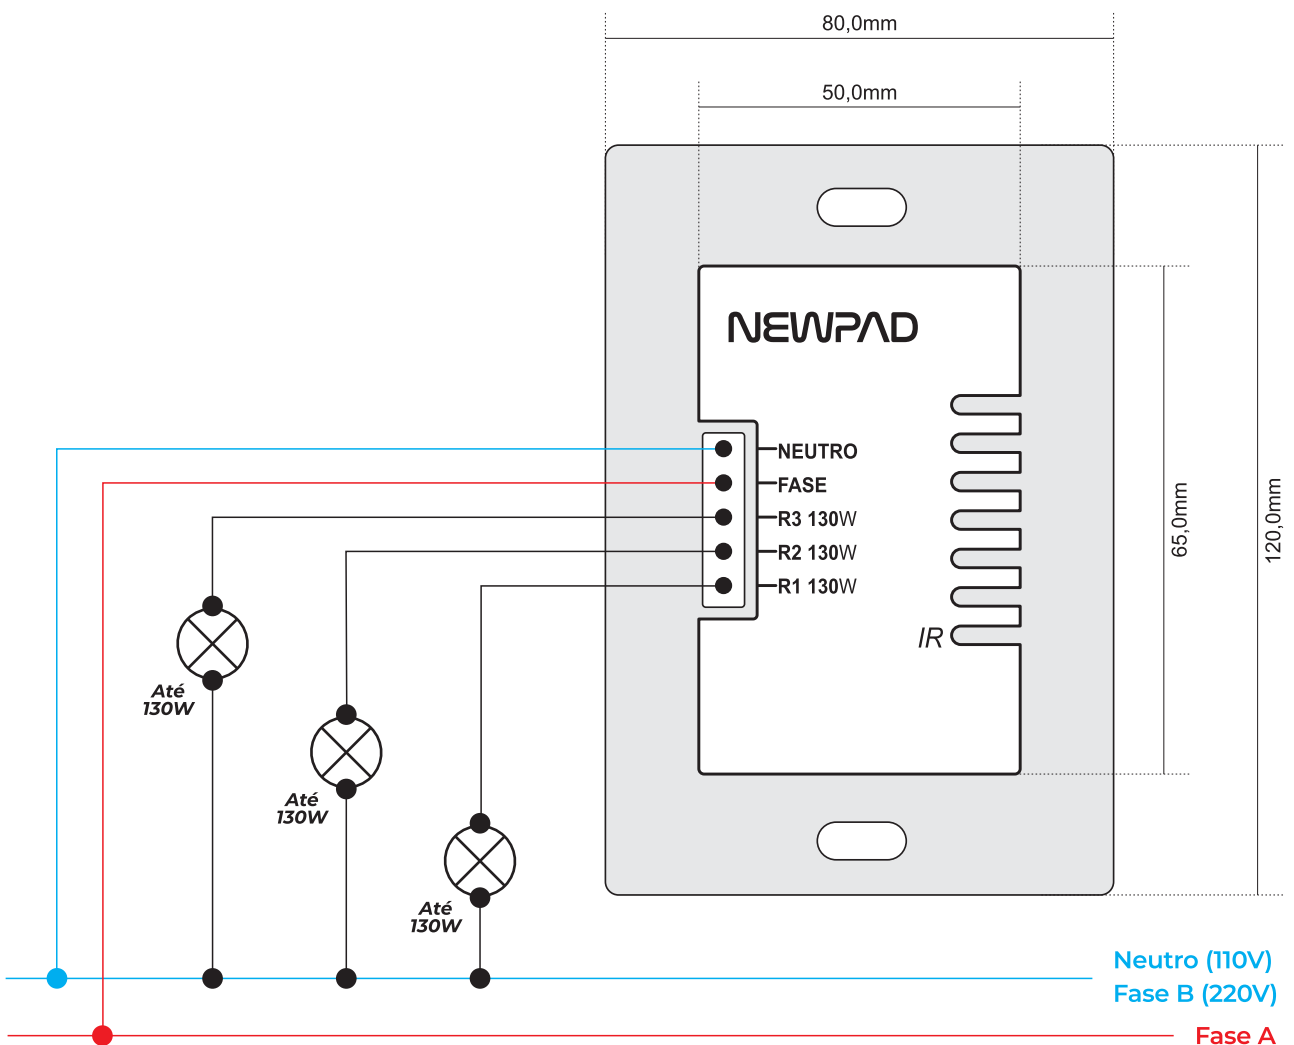 80,0mm
50,0mm
NEWPAD
NEUTRO
FASE
R3 130W
R2 130W
R1 130W
IR
65,0mm
120,0mm
Até
130W
Até
130W
Até
130W
Neutro (110V)
Fase B (220V)
Fase A